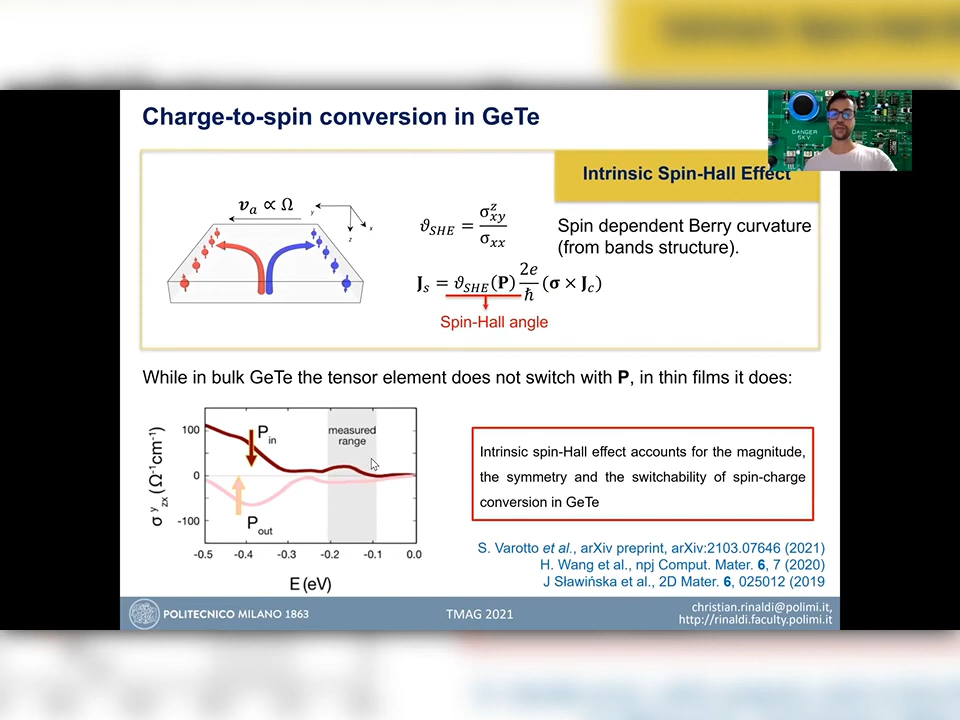 Charge-to-spin conversion in GeTe
DANGER
5KV
Intrinsic Spin-Hall Effect
𝒗ₐ ∝ Ω
y
x
z
ϑ_SHE = σ^z_xy / σ_xx
Spin dependent Berry curvature
(from bands structure).
J_s = ϑ_SHE(P) 2e/ħ (σ × J_c)
Spin-Hall angle
While in bulk GeTe the tensor element does not switch with P, in thin films it does:
σ^y_zx (Ω⁻¹cm⁻¹)
100
0
-100
P_in
P_out
measured
range
-0.5 -0.4 -0.3 -0.2 -0.1 0.0
E (eV)
Intrinsic spin-Hall effect accounts for the magnitude,
the symmetry and the switchability of spin-charge
conversion in GeTe
S. Varotto et al., arXiv preprint, arXiv:2103.07646 (2021)
H. Wang et al., npj Comput. Mater. 6, 7 (2020)
J Sławińska et al., 2D Mater. 6, 025012 (2019
POLITECNICO MILANO 1863
TMAG 2021
christian.rinaldi@polimi.it,
http://rinaldi.faculty.polimi.it